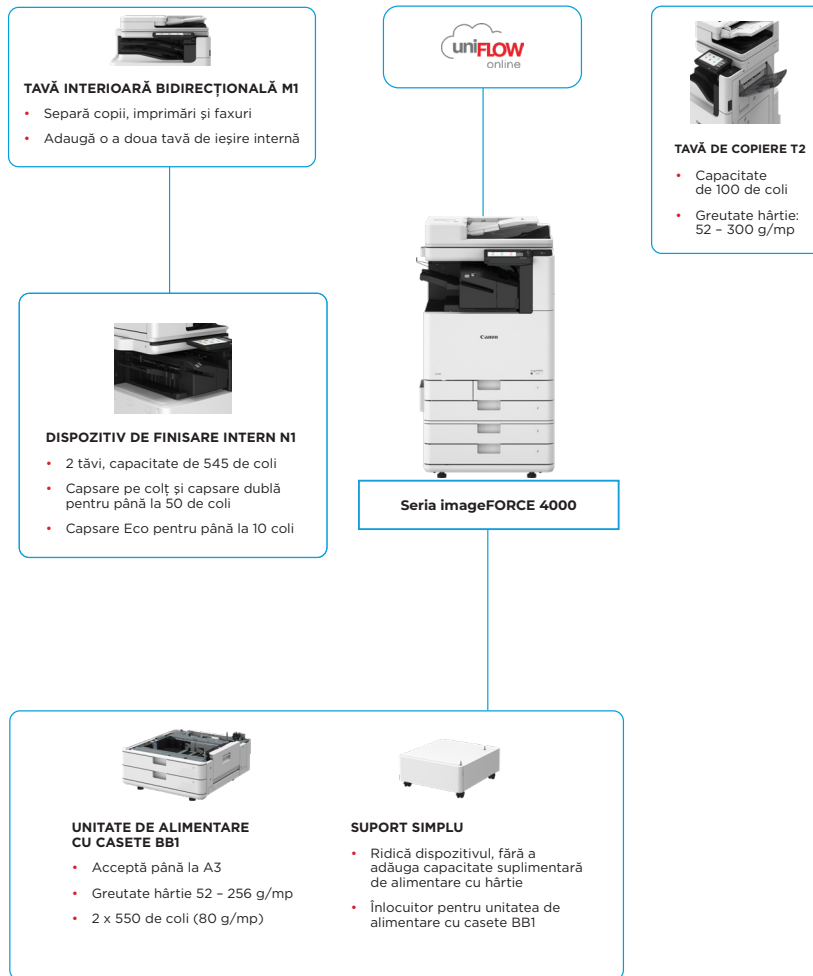 TAVĂ INTERIOARĂ BIDIRECȚIONALĂ M1
• Separă copii, imprimări și faxuri
• Adaugă o a doua tavă de ieșire internă
uniFLOW
online
TAVĂ DE COPIERE T2
• Capacitate
de 100 de coli
• Greutate hârtie:
52 – 300 g/mp
Canon
DISPOZITIV DE FINISARE INTERN N1
• 2 tăvi, capacitate de 545 de coli
• Capsare pe colț și capsare dublă
pentru până la 50 de coli
• Capsare Eco pentru până la 10 coli
Seria imageFORCE 4000
UNITATE DE ALIMENTARE
CU CASETE BB1
• Acceptă până la A3
• Greutate hârtie 52 – 256 g/mp
• 2 x 550 de coli (80 g/mp)
SUPORT SIMPLU
• Ridică dispozitivul, fără a
adăuga capacitate suplimentară
de alimentare cu hârtie
• Înlocuitor pentru unitatea de
alimentare cu casete BB1